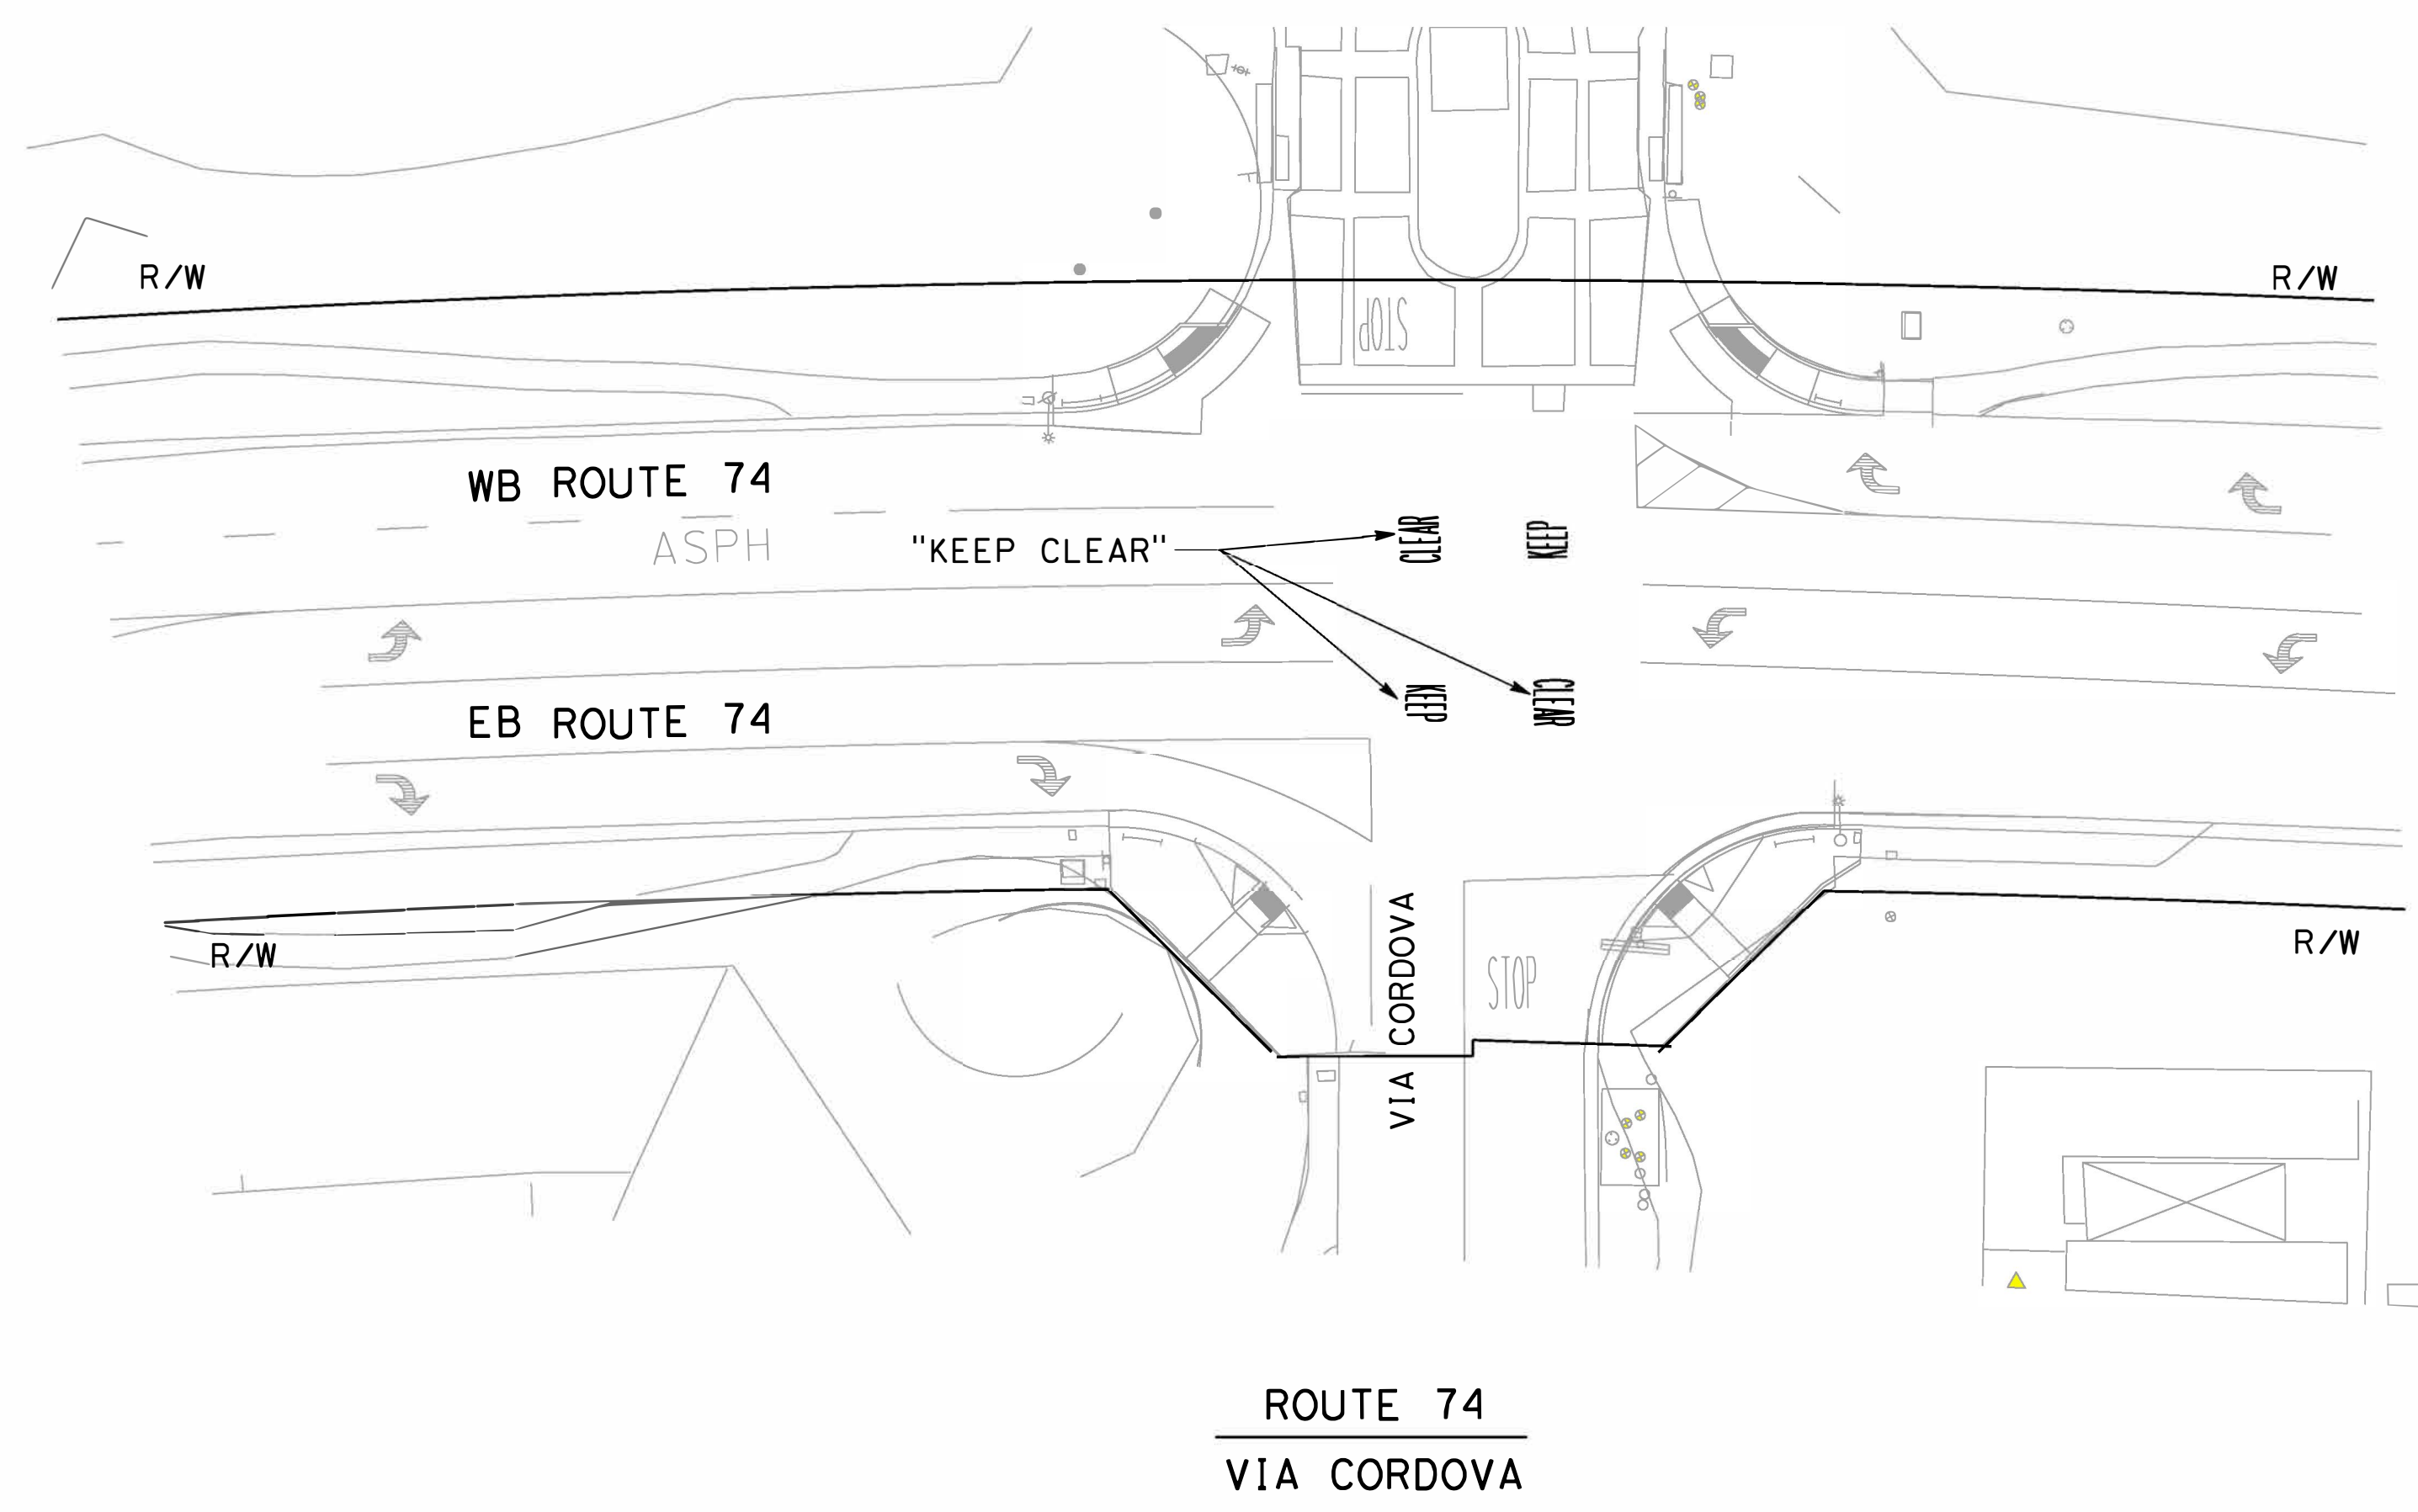 R/W
R/W
STOP
WB ROUTE 74
ASPH
"KEEP CLEAR"
CLEAR
KEEP
KEEP
CLEAR
EB ROUTE 74
R/W
VIA CORDOVA
STOP
R/W
VIA
ROUTE 74
VIA CORDOVA